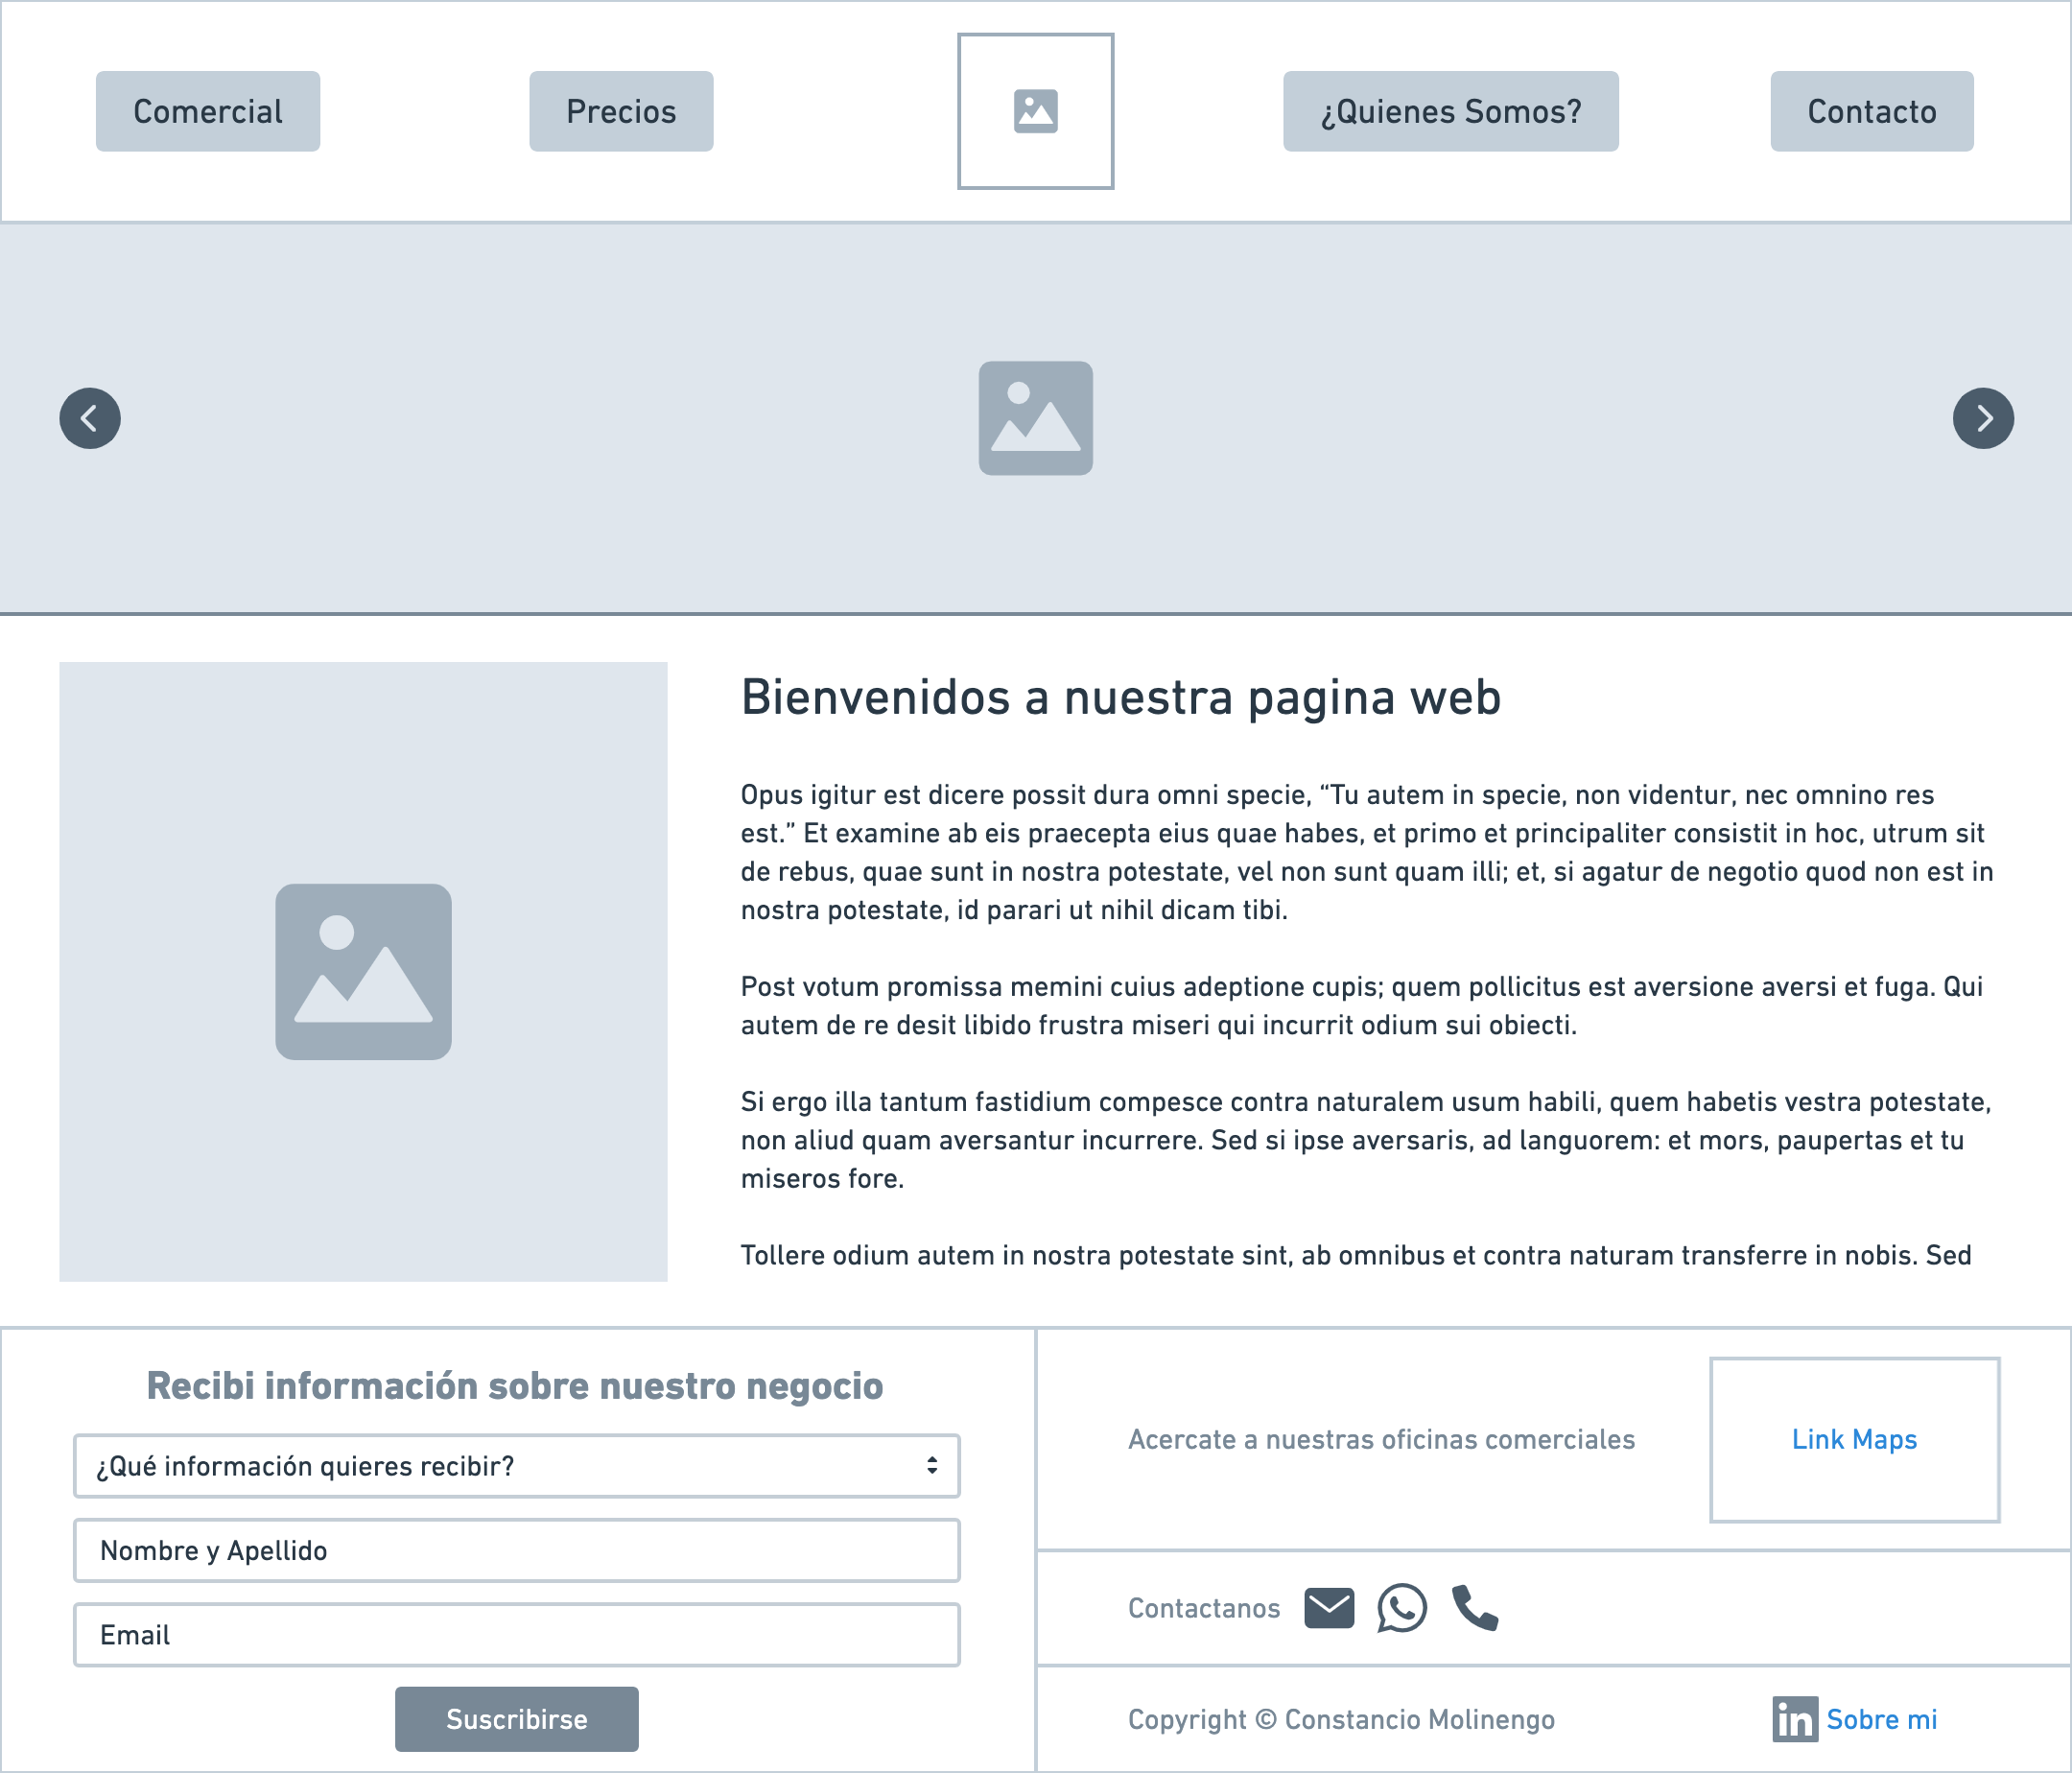 Comercial
Precios
¿Quienes Somos?
Contacto
Bienvenidos a nuestra pagina web
Opus igitur est dicere possit dura omni specie, “Tu autem in specie, non videntur, nec omnino res
est.” Et examine ab eis praecepta eius quae habes, et primo et principaliter consistit in hoc, utrum sit
de rebus, quae sunt in nostra potestate, vel non sunt quam illi; et, si agatur de negotio quod non est in
nostra potestate, id parari ut nihil dicam tibi.
Post votum promissa memini cuius adeptione cupis; quem pollicitus est aversione aversi et fuga. Qui
autem de re desit libido frustra miseri qui incurrit odium sui obiecti.
Si ergo illa tantum fastidium compesce contra naturalem usum habili, quem habetis vestra potestate,
non aliud quam aversantur incurrere. Sed si ipse aversaris, ad languorem: et mors, paupertas et tu
miseros fore.
Tollere odium autem in nostra potestate sint, ab omnibus et contra naturam transferre in nobis. Sed
Recibi información sobre nuestro negocio
¿Qué información quieres recibir?
Nombre y Apellido
Email
Suscribirse
Acercate a nuestras oficinas comerciales
Link Maps
Contactanos
Copyright © Constancio Molinengo
in Sobre mi